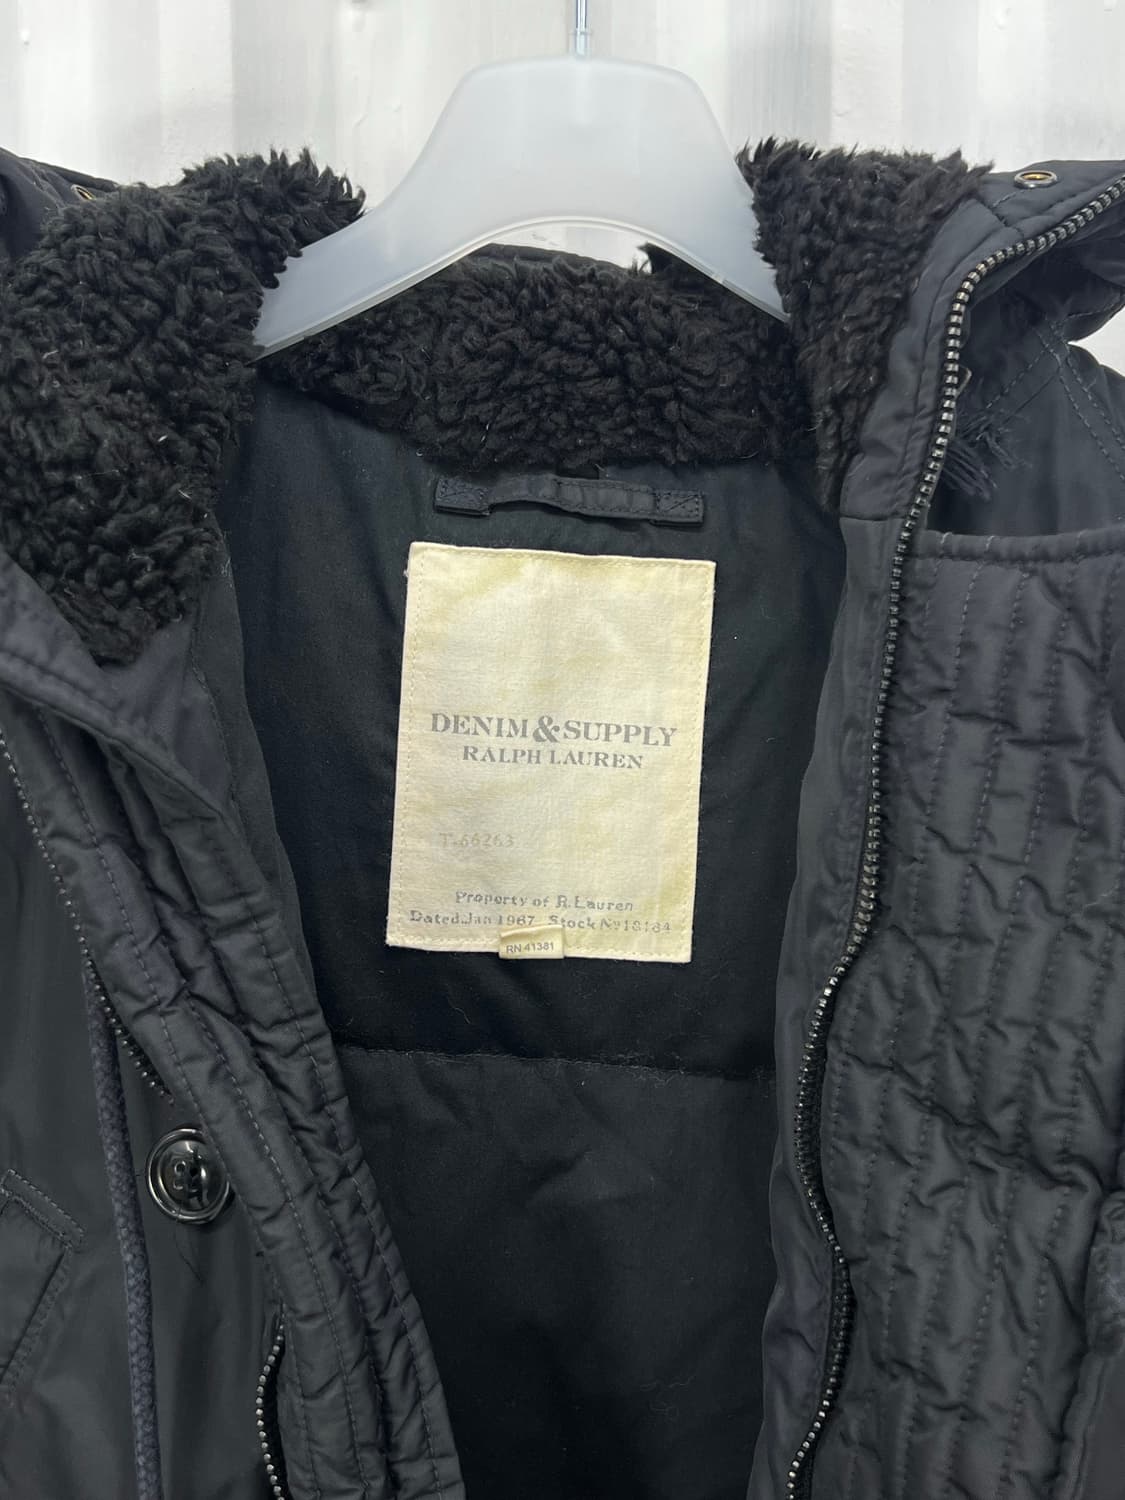 DENIM&SUPPLY
RALPH LAUREN
T-66263
Property of R.Lauren
Dated.Jan 1967 Stock Nº18184
RN 41381